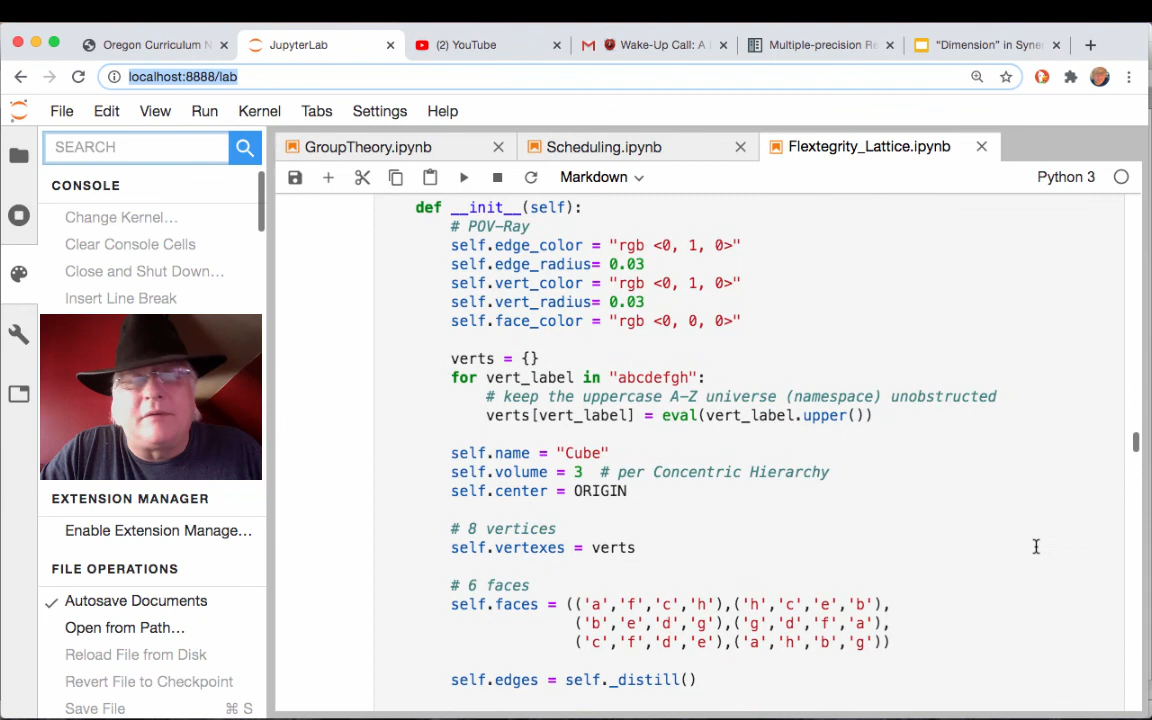 Oregon Curriculum N
JupyterLab
(2) YouTube
Wake-Up Call: A
Multiple-precision Re
"Dimension" in Syne
localhost:8888/lab
File Edit View Run Kernel Tabs Settings Help
SEARCH
GroupTheory.ipynb
Scheduling.ipynb
Flextegrity_Lattice.ipynb
Markdown
Python 3
CONSOLE
Change Kernel…
Clear Console Cells
Close and Shut Down…
Insert Line Break
EXTENSION MANAGER
Enable Extension Manage...
FILE OPERATIONS
Autosave Documents
Open from Path…
Reload File from Disk
Revert File to Checkpoint
Save File ⌘ S
def __init__(self):
# POV-Ray
self.edge_color = "rgb <0, 1, 0>"
self.edge_radius= 0.03
self.vert_color = "rgb <0, 1, 0>"
self.vert_radius= 0.03
self.face_color = "rgb <0, 0, 0>"
verts = {}
for vert_label in "abcdefgh":
# keep the uppercase A-Z universe (namespace) unobstructed
verts[vert_label] = eval(vert_label.upper())
self.name = "Cube"
self.volume = 3 # per Concentric Hierarchy
self.center = ORIGIN
# 8 vertices
self.vertexes = verts
# 6 faces
self.faces = (('a','f','c','h'),('h','c','e','b'),
('b','e','d','g'),('g','d','f','a'),
('c','f','d','e'),('a','h','b','g'))
self.edges = self._distill()